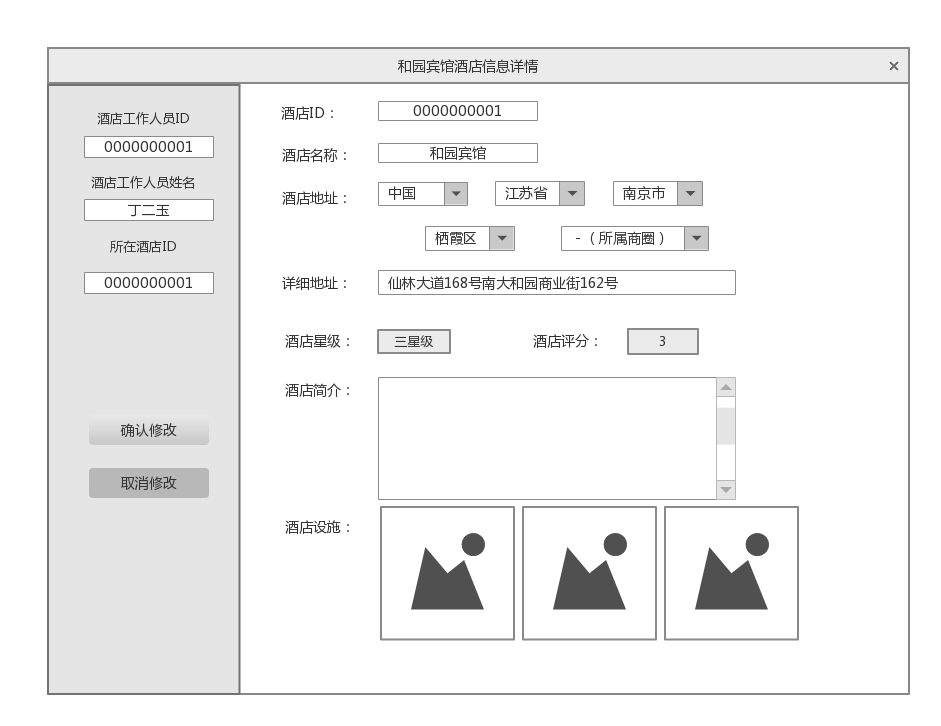 和园宾馆酒店信息详情 ×
酒店工作人员ID
0000000001
酒店工作人员姓名
丁二玉
所在酒店ID
0000000001
确认修改
取消修改
酒店ID： 0000000001
酒店名称： 和园宾馆
酒店地址： 中国 江苏省 南京市
栖霞区 -（所属商圈）
详细地址： 仙林大道168号南大和园商业街162号
酒店星级： 三星级 酒店评分： 3
酒店简介：
酒店设施：